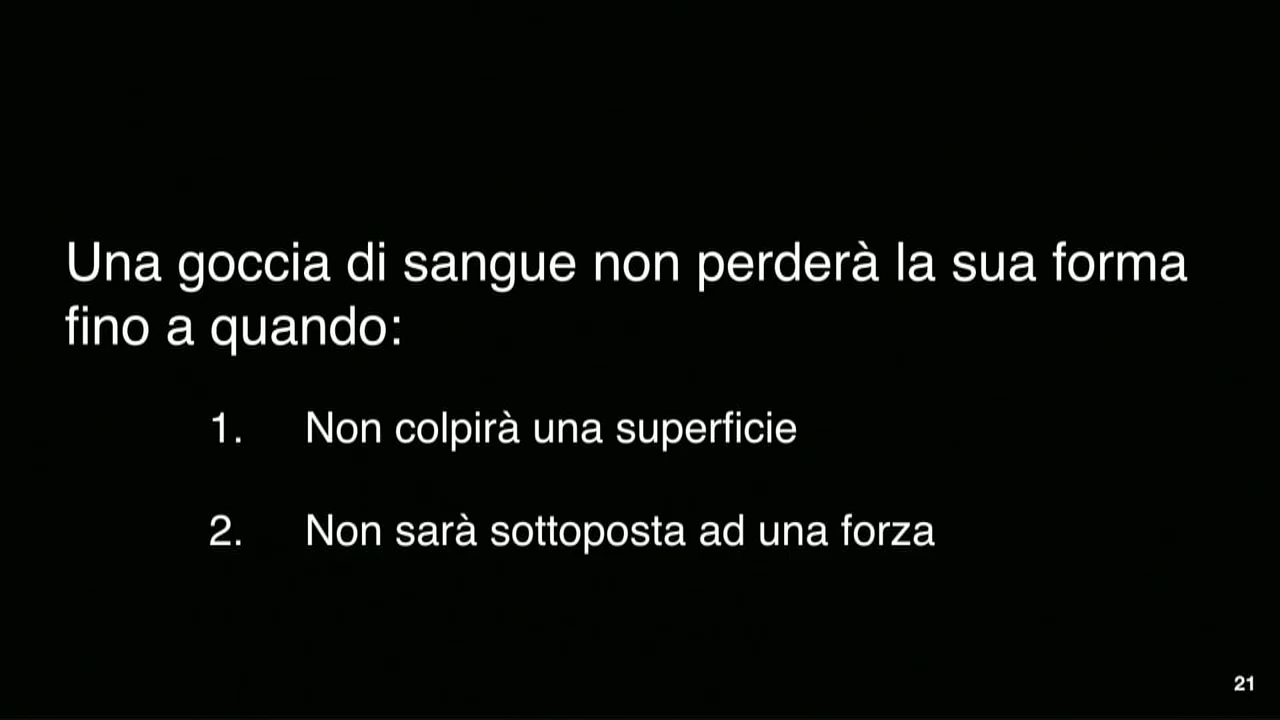 Una goccia di sangue non perderà la sua forma
fino a quando:
1. Non colpirà una superficie
2. Non sarà sottoposta ad una forza
21